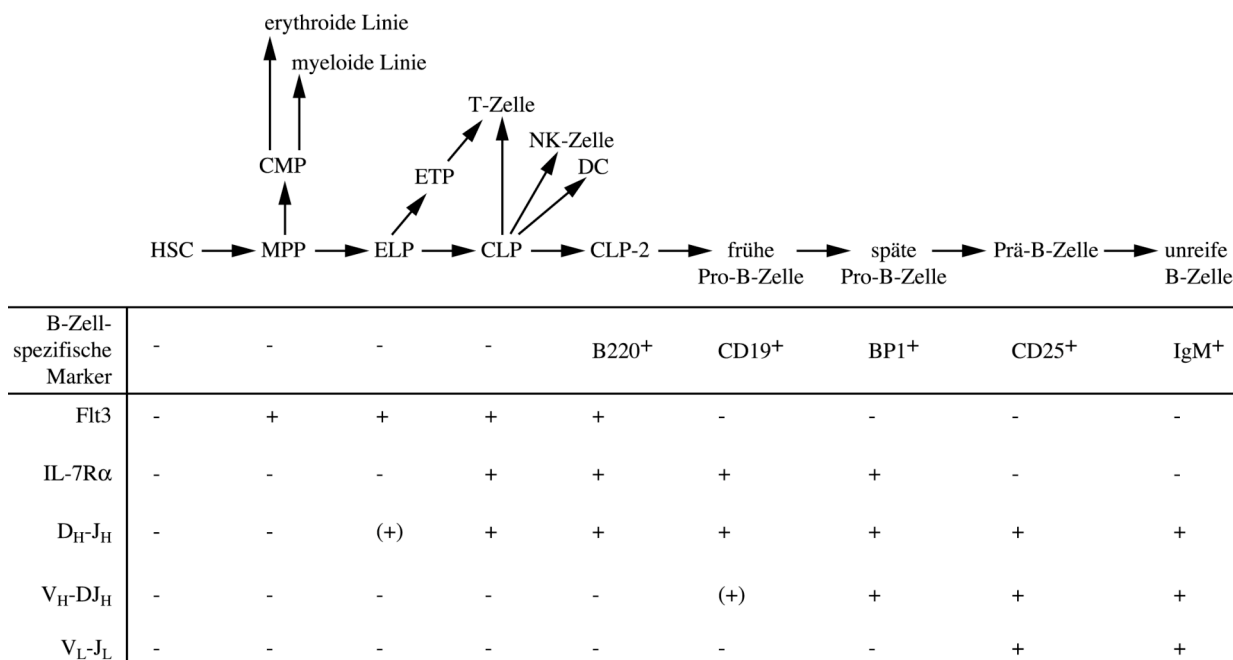 erythroide Linie
myeloide Linie
T-Zelle
NK-Zelle
CMP
DC
ETP
HSC MPP ELP CLP CLP-2 frühe späte Prä-B-Zelle unreife
Pro-B-Zelle Pro-B-Zelle B-Zelle
B-Zell-
spezifische - - - - B220+ CD19+ BP1+ CD25+ IgM+
Marker
Flt3 - + + + + - - - -
IL-7Rα - - - + + + + - -
DH-JH - - (+) + + + + + +
VH-DJH - - - - - (+) + + +
VL-JL - - - - - - - + +